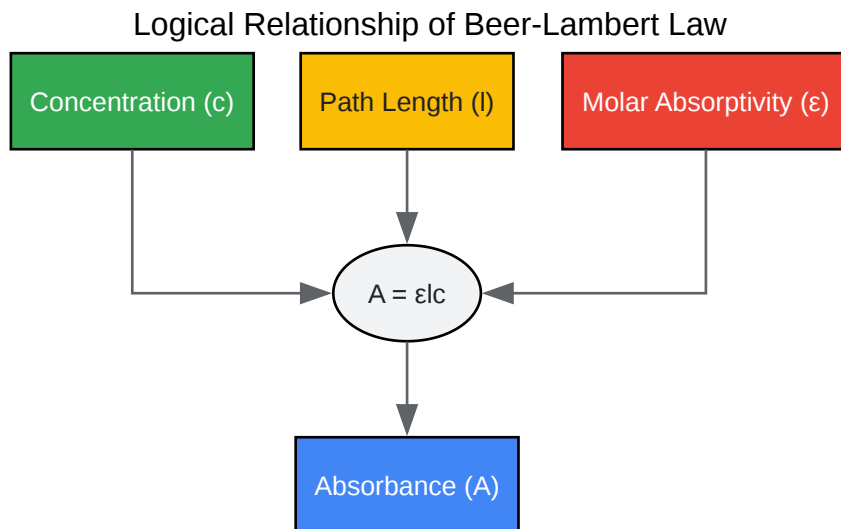 Logical Relationship of Beer-Lambert Law
Concentration (c)
Path Length (l)
Molar Absorptivity (ε)
A = εlc
Absorbance (A)